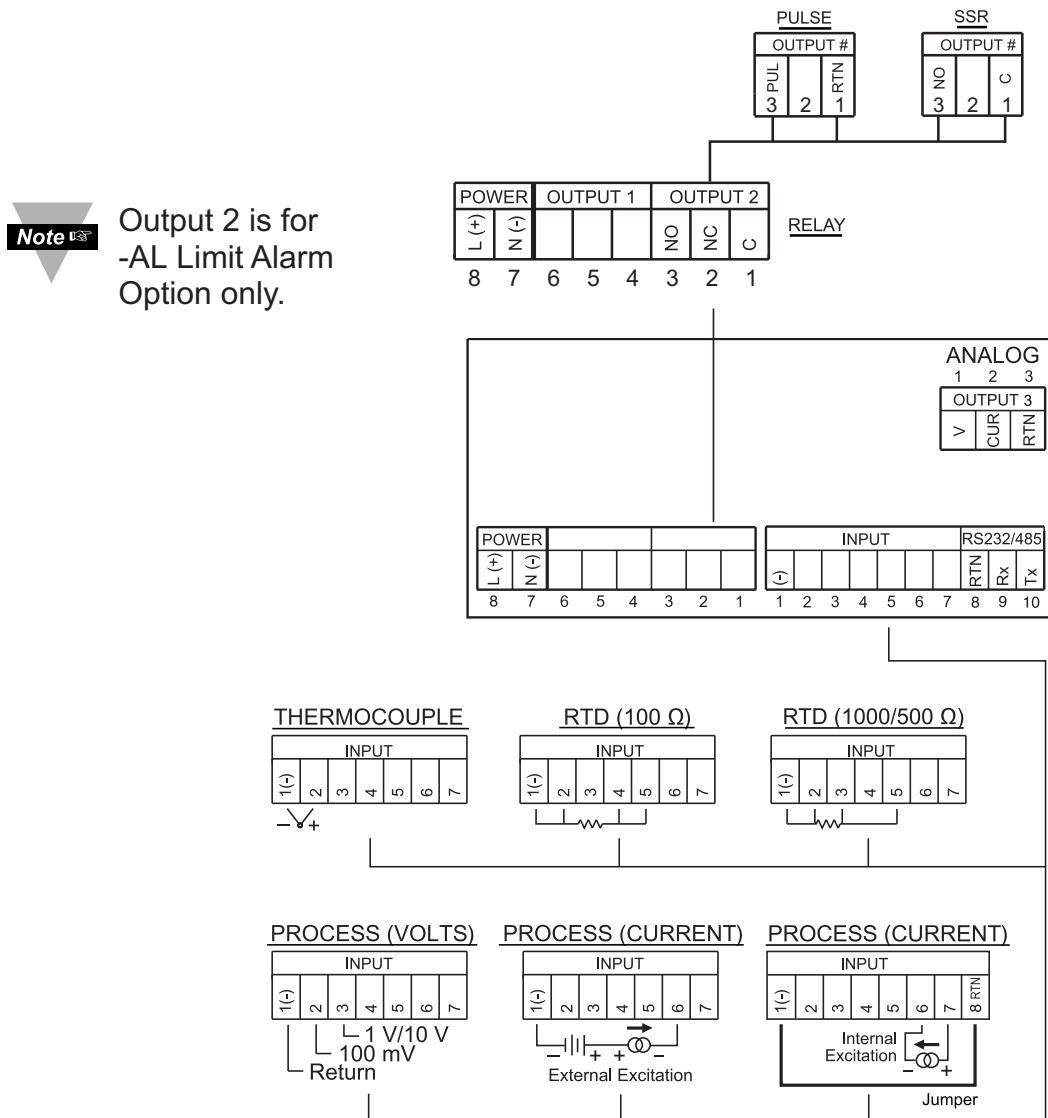 PULSE
OUTPUT #
PUL RTN
3 2 1
SSR
OUTPUT #
NO C
3 2 1
Note
Output 2 is for
-AL Limit Alarm
Option only.
POWER OUTPUT 1 OUTPUT 2
L (+) N (-) NO NC C
8 7 6 5 4 3 2 1
RELAY
ANALOG
1 2 3
OUTPUT 3
V CUR RTN
POWER
L (+) N (-)
8 7 6 5 4 3 2 1
INPUT RS232/485
(-) RTN Rx Tx
1 2 3 4 5 6 7 8 9 10
THERMOCOUPLE
INPUT
1(-) 2 3 4 5 6 7
- +
RTD (100 Ω)
INPUT
1(-) 2 3 4 5 6 7
RTD (1000/500 Ω)
INPUT
1(-) 2 3 4 5 6 7
PROCESS (VOLTS)
INPUT
1(-) 2 3 4 5 6 7
1 V/10 V
100 mV
Return
PROCESS (CURRENT)
INPUT
1(-) 2 3 4 5 6 7
- + + -
External Excitation
PROCESS (CURRENT)
INPUT
1(-) 2 3 4 5 6 7 8 RTN
Internal
Excitation
- +
Jumper